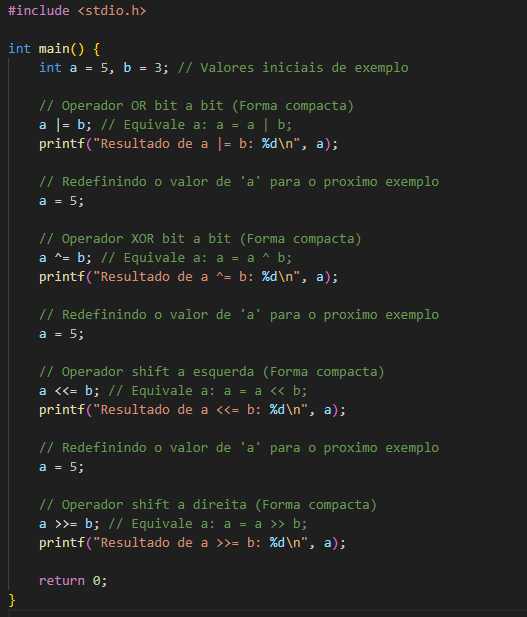 #include <stdio.h>
int main() {
int a = 5, b = 3; // Valores iniciais de exemplo
// Operador OR bit a bit (Forma compacta)
a |= b; // Equivale a: a = a | b;
printf("Resultado de a |= b: %d\n", a);
// Redefinindo o valor de 'a' para o proximo exemplo
a = 5;
// Operador XOR bit a bit (Forma compacta)
a ^= b; // Equivale a: a = a ^ b;
printf("Resultado de a ^= b: %d\n", a);
// Redefinindo o valor de 'a' para o proximo exemplo
a = 5;
// Operador shift a esquerda (Forma compacta)
a <<= b; // Equivale a: a = a << b;
printf("Resultado de a <<= b: %d\n", a);
// Redefinindo o valor de 'a' para o proximo exemplo
a = 5;
// Operador shift a direita (Forma compacta)
a >>= b; // Equivale a: a = a >> b;
printf("Resultado de a >>= b: %d\n", a);
return 0;
}